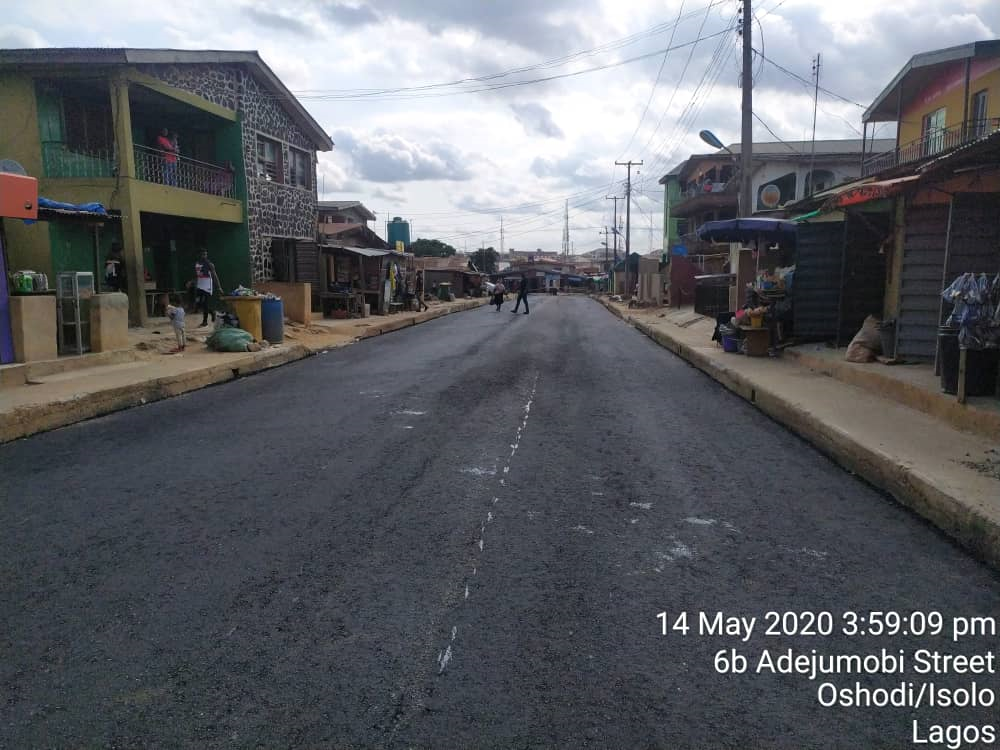 14 May 2020 3:59:09 pm
6b Adejumobi Street
Oshodi/Isolo
Lagos